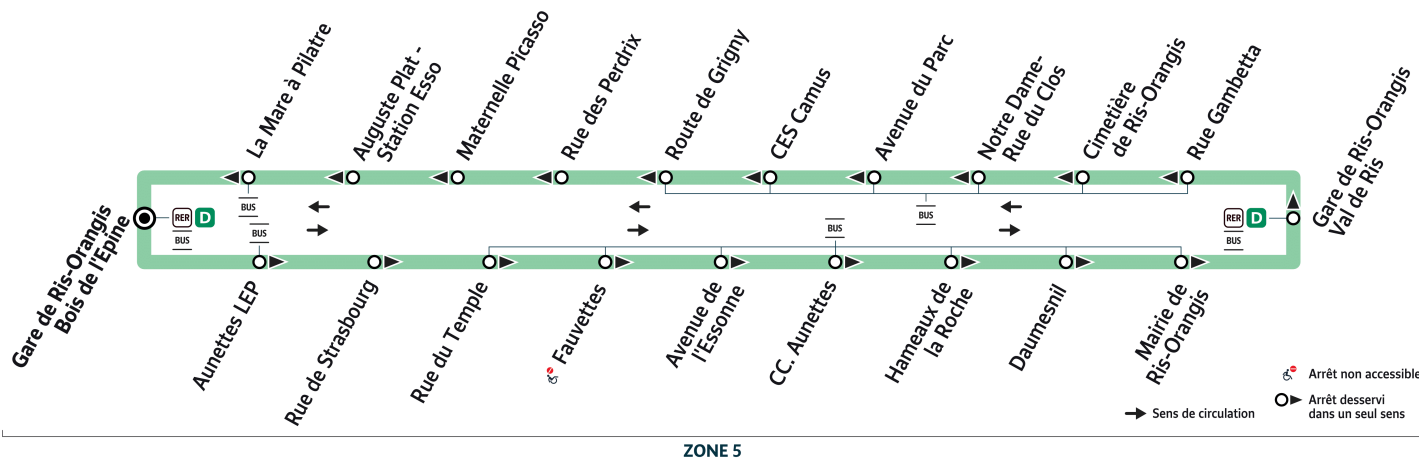 La Mare à Pilatre
Auguste Plat -
Station Esso
Maternelle Picasso
Rue des Perdrix
Route de Grigny
CES Camus
Avenue du Parc
Notre Dame-
Rue du Clos
Cimetière
de Ris-Orangis
Rue Gambetta
Gare de Ris-Orangis
Val de Ris
Gare de Ris-Orangis
Bois de l'Epine
RER D
BUS
BUS
BUS
BUS
BUS
RER D
BUS
Aunettes LEP
Rue de Strasbourg
Rue du Temple
Fauvettes
Avenue de
l'Essonne
CC. Aunettes
Hameaux de
la Roche
Daumesnil
Mairie de
Ris-Orangis
Arrêt non accessible
Arrêt desservi
dans un seul sens
Sens de circulation
ZONE 5